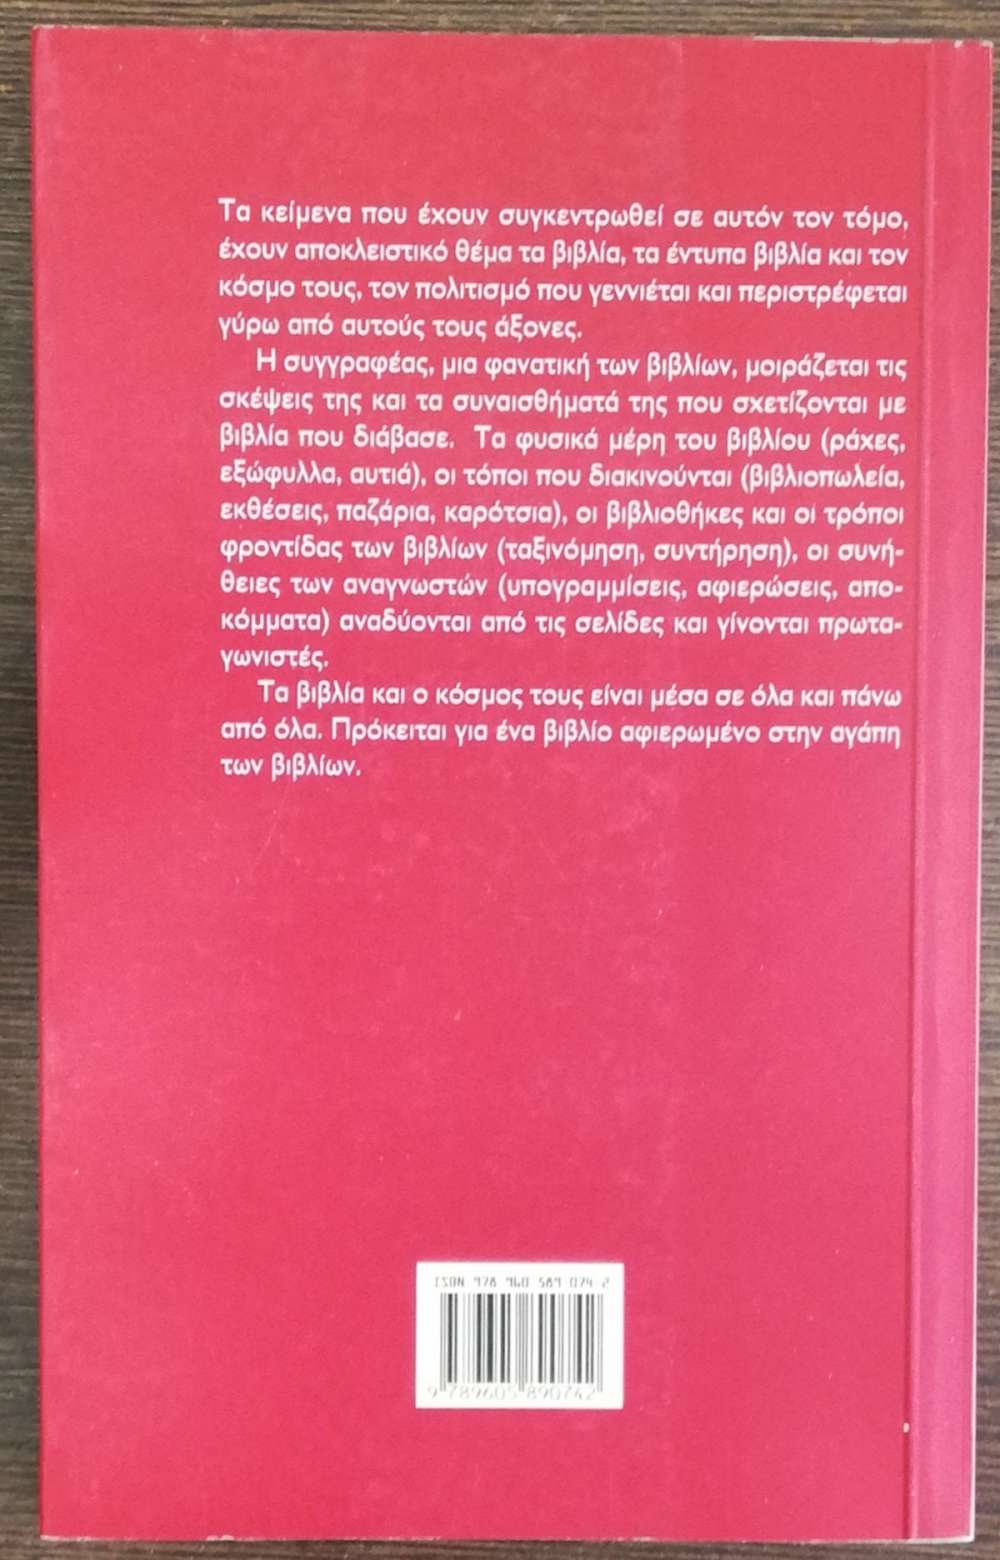 Τα κείμενα που έχουν συγκεντρωθεί σε αυτόν τον τόμο,
έχουν αποκλειστικό θέμα τα βιβλία, τα έντυπα βιβλία και τον
κόσμο τους, τον πολιτισμό που γεννιέται και περιστρέφεται
γύρω από αυτούς τους άξονες.
Η συγγραφέας, μια φανατική των βιβλίων, μοιράζεται τις
σκέψεις της και τα συναισθήματά της που σχετίζονται με
βιβλία που διάβασε. Τα φυσικά μέρη του βιβλίου (ράχες,
εξώφυλλα, αυτιά), οι τόποι που διακινούνται (βιβλιοπωλεία,
εκθέσεις, παζάρια, καρότσια), οι βιβλιοθήκες και οι τρόποι
φροντίδας των βιβλίων (ταξινόμηση, συντήρηση), οι συνή-
θειες των αναγνωστών (υπογραμμίσεις, αφιερώσεις, απο-
κόμματα) αναδύονται από τις σελίδες και γίνονται πρωτα-
γωνιστές.
Τα βιβλία και ο κόσμος τους είναι μέσα σε όλα και πάνω
από όλα. Πρόκειται για ένα βιβλίο αφιερωμένο στην αγάπη
των βιβλίων.
ISBN 978 960 589 074 2
9 789605 890742